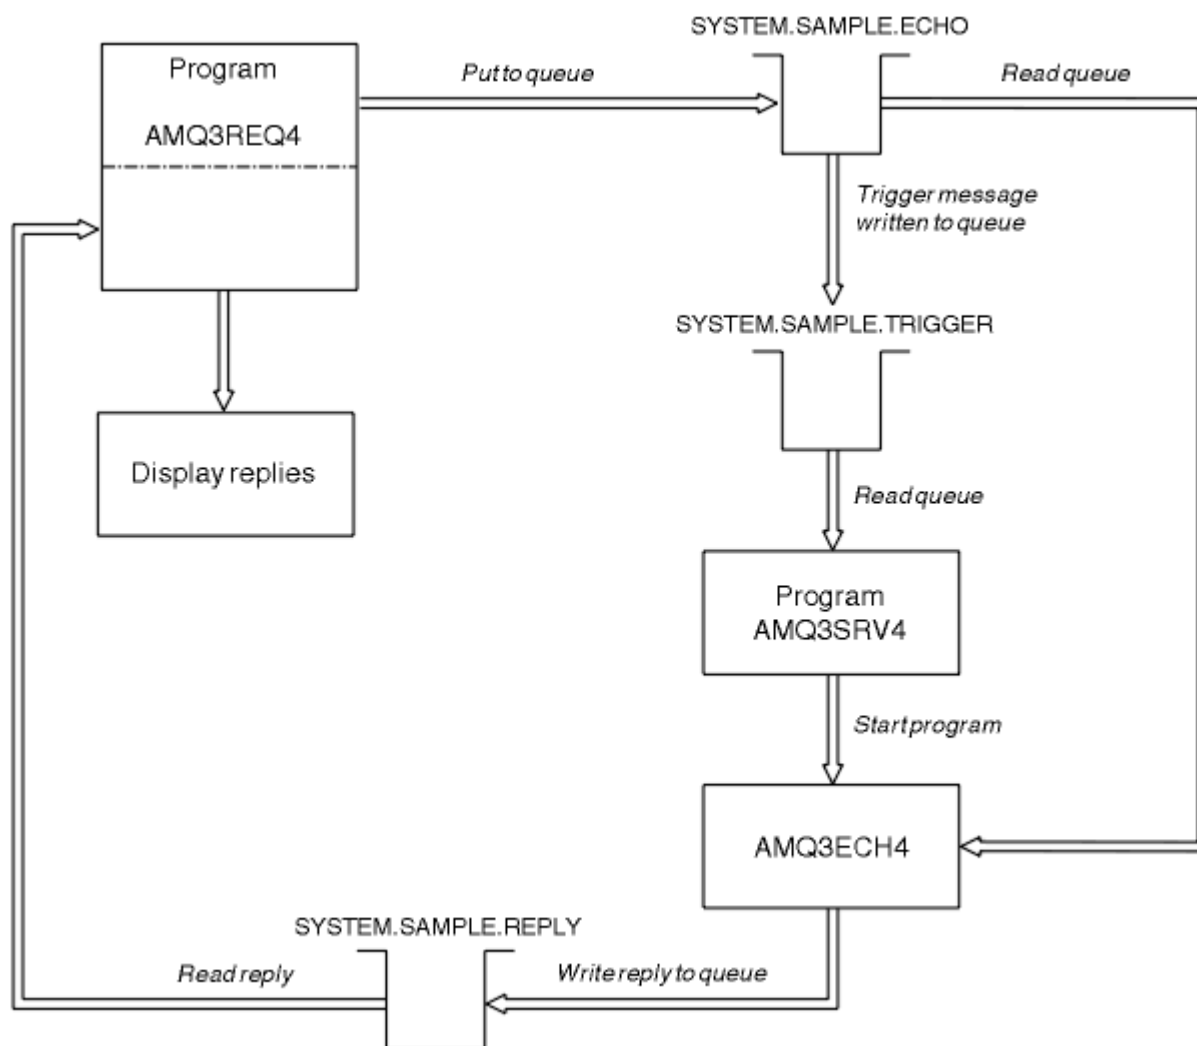 SYSTEM.SAMPLE.ECHO
Program
AMQ3REQ4
Put to queue
Read queue
Trigger message
written to queue
SYSTEM.SAMPLE.TRIGGER
Display replies
Read queue
Program
AMQ3SRV4
Start program
AMQ3ECH4
SYSTEM.SAMPLE.REPLY
Read reply
Write reply to queue